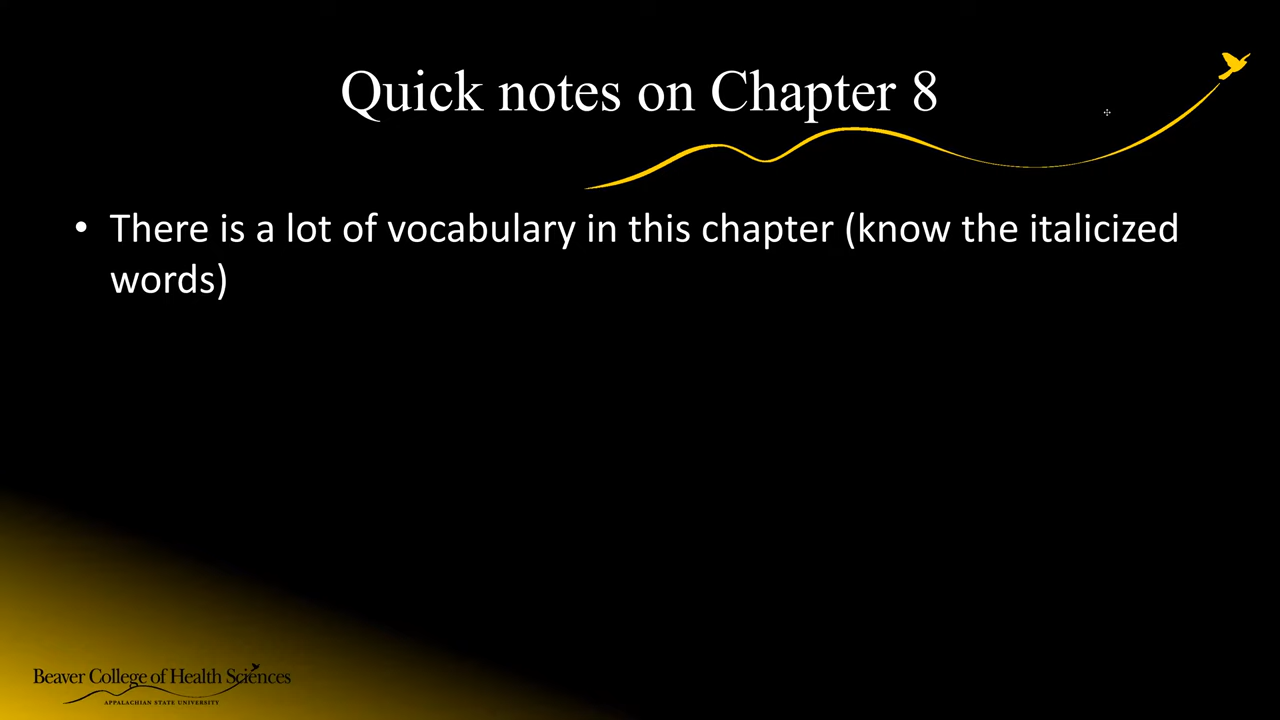 Quick notes on Chapter 8
• There is a lot of vocabulary in this chapter (know the italicized
words)
Beaver College of Health Sciences
APPALACHIAN STATE UNIVERSITY